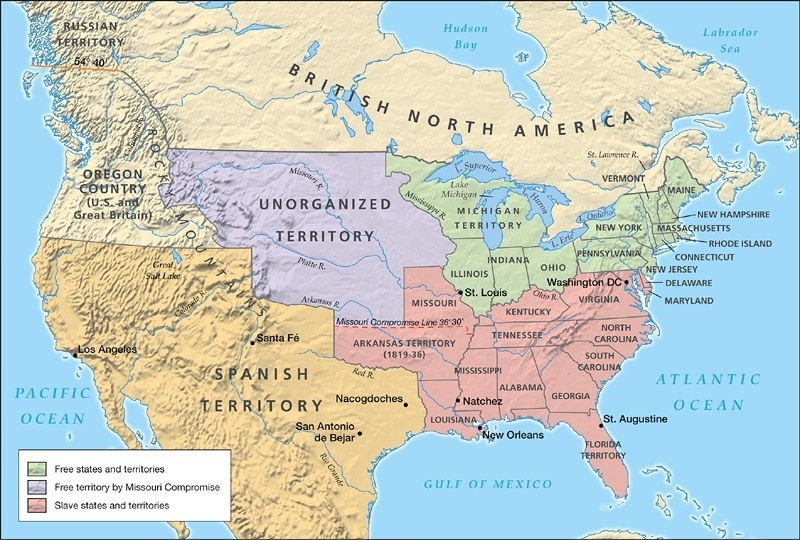 RUSSIAN
TERRITORY
54° 40'
Hudson
Bay
Labrador
Sea
BRITISH NORTH AMERICA
Columbia R.
ROCKY MOUNTAINS
OREGON
COUNTRY
(U.S. and
Great Britain)
Missouri R.
UNORGANIZED
TERRITORY
Platte R.
Arkansas R.
Mississippi R.
L. Superior
Lake
Michigan
L. Huron
MICHIGAN
TERRITORY
L. Ontario
L. Erie
St. Lawrence R.
VERMONT
MAINE
NEW HAMPSHIRE
MASSACHUSETTS
NEW YORK
RHODE ISLAND
CONNECTICUT
PENNSYLVANIA
NEW JERSEY
DELAWARE
MARYLAND
Washington DC
INDIANA
OHIO
ILLINOIS
St. Louis
Ohio R.
VIRGINIA
MISSOURI
KENTUCKY
Missouri Compromise Line 36°30'
NORTH
CAROLINA
TENNESSEE
ARKANSAS TERRITORY
(1819-36)
SOUTH
CAROLINA
MISSISSIPPI
ALABAMA
GEORGIA
Natchez
LOUISIANA
New Orleans
St. Augustine
FLORIDA
TERRITORY
Great
Salt Lake
Colorado R.
Santa Fé
Los Angeles
SPANISH
TERRITORY
Red R.
Nacogdoches
San Antonio
de Bejar
Rio Grande
PACIFIC
OCEAN
ATLANTIC
OCEAN
GULF OF MEXICO
Free states and territories
Free territory by Missouri Compromise
Slave states and territories